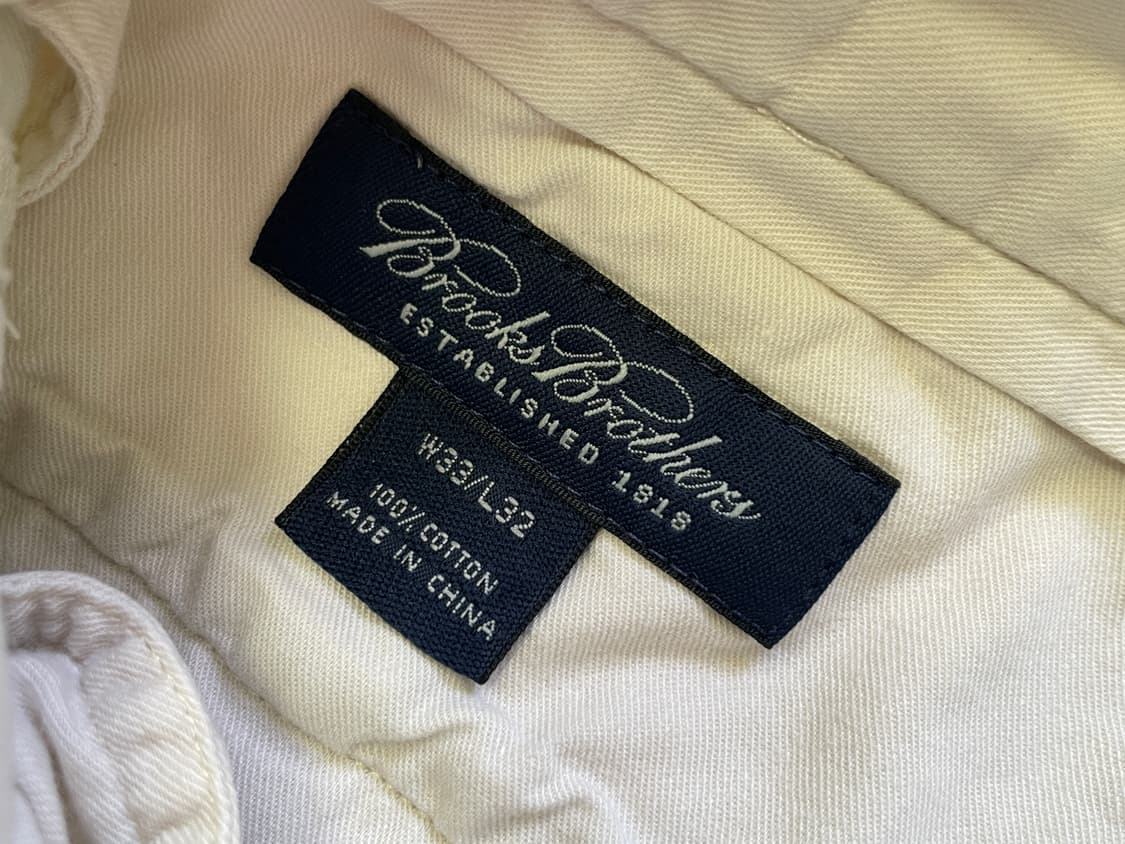 Brooks Brothers
ESTABLISHED 1818
W33/L32
100% COTTON
MADE IN CHINA